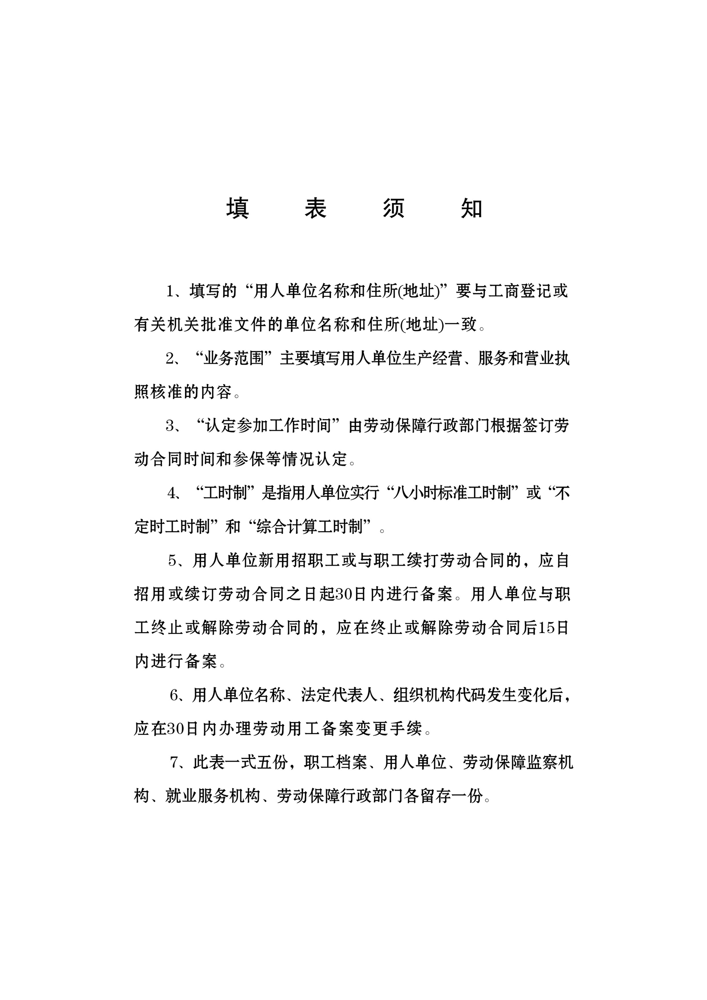 填 表 须 知
1、填写的“用人单位名称和住所(地址)”要与工商登记或
有关机关批准文件的单位名称和住所(地址)一致。
2、“业务范围”主要填写用人单位生产经营、服务和营业执
照核准的内容。
3、“认定参加工作时间”由劳动保障行政部门根据签订劳
动合同时间和参保等情况认定。
4、“工时制”是指用人单位实行“八小时标准工时制”或“不
定时工时制”和“综合计算工时制”。
5、用人单位新用招职工或与职工续打劳动合同的，应自
招用或续订劳动合同之日起30日内进行备案。用人单位与职
工终止或解除劳动合同的，应在终止或解除劳动合同后15日
内进行备案。
6、用人单位名称、法定代表人、组织机构代码发生变化后，
应在30日内办理劳动用工备案变更手续。
7、此表一式五份，职工档案、用人单位、劳动保障监察机
构、就业服务机构、劳动保障行政部门各留存一份。